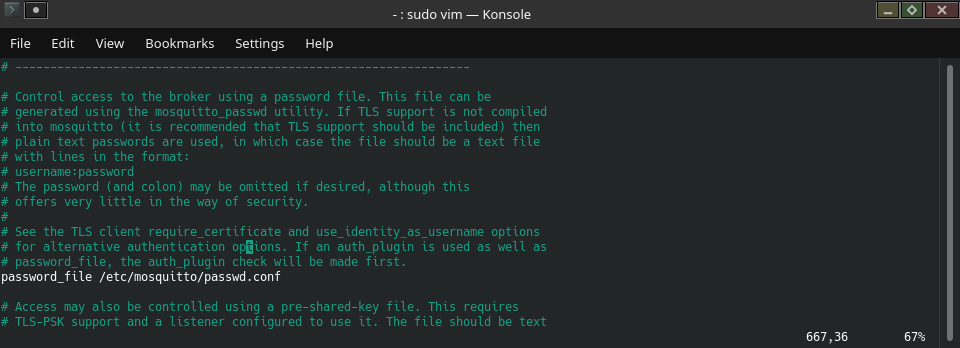 - : sudo vim — Konsole
File Edit View Bookmarks Settings Help
# -----------------------------------------------------------------
# Control access to the broker using a password file. This file can be
# generated using the mosquitto_passwd utility. If TLS support is not compiled
# into mosquitto (it is recommended that TLS support should be included) then
# plain text passwords are used, in which case the file should be a text file
# with lines in the format:
# username:password
# The password (and colon) may be omitted if desired, although this
# offers very little in the way of security.
#
# See the TLS client require_certificate and use_identity_as_username options
# for alternative authentication options. If an auth_plugin is used as well as
# password_file, the auth_plugin check will be made first.
password_file /etc/mosquitto/passwd.conf
# Access may also be controlled using a pre-shared-key file. This requires
# TLS-PSK support and a listener configured to use it. The file should be text
667,36 67%